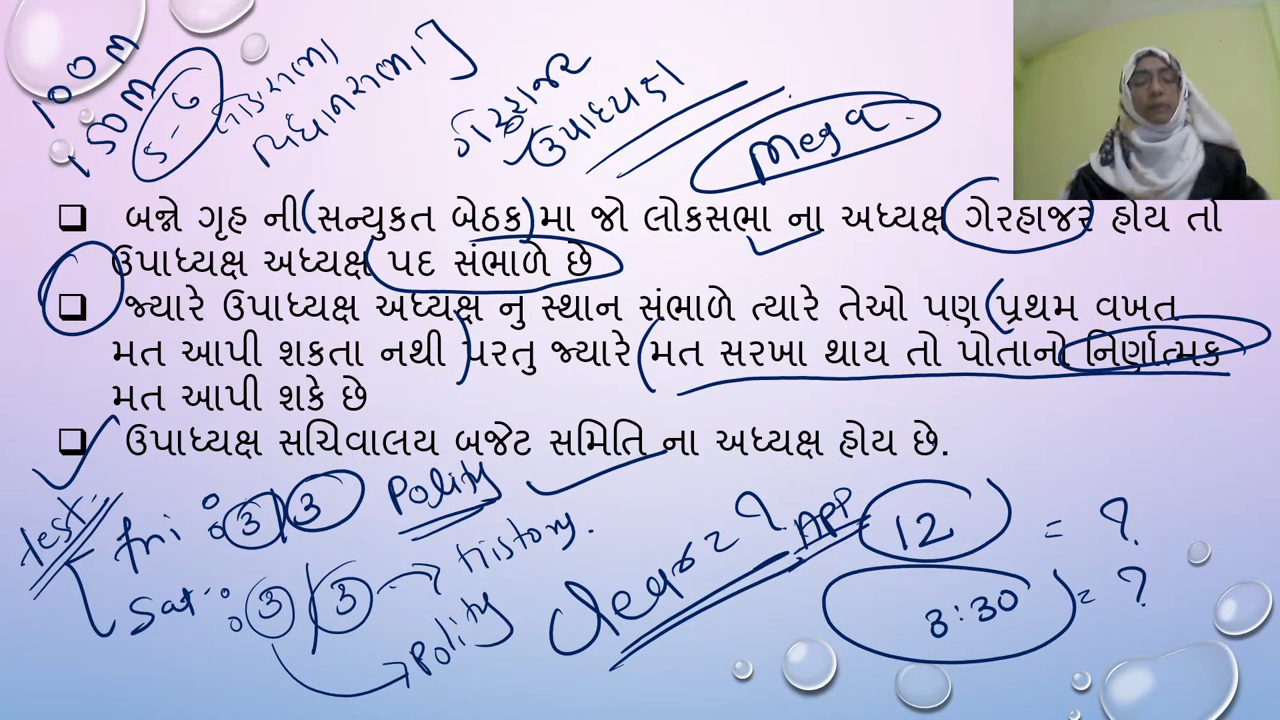 100 M
150 M
5-6
લોકસભા
વિધાનસભા]
ગેરહાજર
ઉપાધ્યક્ષ
❑ બન્ને ગૃહ ની (સન્યુકત બેઠક) મા જો લોકસભા ના અધ્યક્ષ ગેરહાજર હોય તો
ઉપાધ્યક્ષ અધ્યક્ષ પદ સંભાળે છે
❑ જ્યારે ઉપાધ્યક્ષ અધ્યક્ષ નુ સ્થાન સંભાળે ત્યારે તેઓ પણ (પ્રથમ વખત
મત આપી શકતા નથી) પરતુ જ્યારે (મત સરખા થાય તો પોતાનો નિર્ણાત્મક
મત આપી શકે છે
❑ ઉપાધ્યક્ષ સચિવાલય બજેટ સમિતિ ના અધ્યક્ષ હોય છે.
Test
Fri : 3 / 3 Polity
Sat : 3 / 3 → History.
→ Polity
Clear ?
APP
12 = ?
8:30 = ?